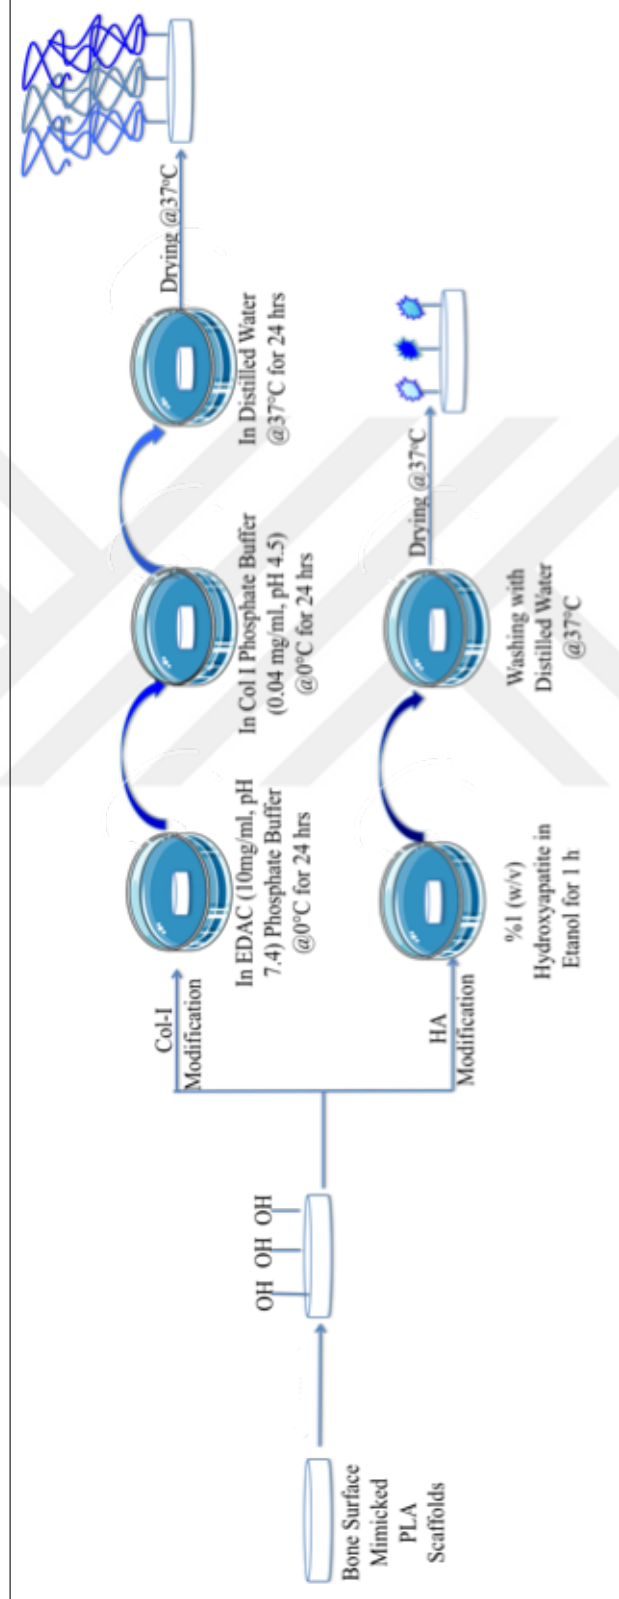 Bone Surface
Mimicked
PLA
Scaffolds
OH OH OH
Col-I
Modification
In EDAC (10mg/ml, pH
7.4) Phosphate Buffer
@0°C for 24 hrs
In Col I Phosphate Buffer
(0.04 mg/ml, pH 4.5)
@0°C for 24 hrs
In Distilled Water
@37°C for 24 hrs
Drying @37°C
HA
Modification
%1 (w/v)
Hydroxyapatite in
Etanol for 1 h
Washing with
Distilled Water
@37°C
Drying @37°C